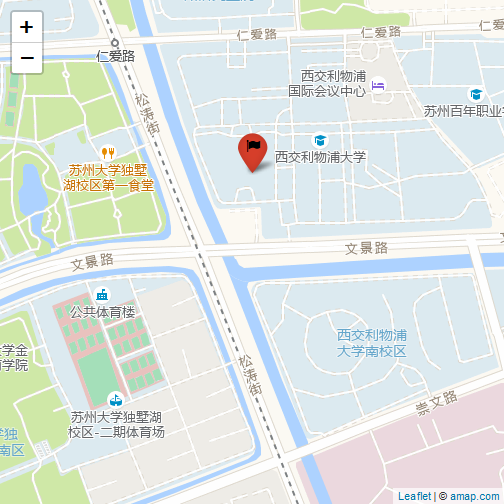 +
−
仁爱路
仁爱路
仁爱路
松涛街
西交利物浦
国际会议中心
苏州百年职业学
西交利物浦大学
苏州大学独墅
湖校区第一食堂
文景路
文景路
公共体育楼
西交利物浦
大学南校区
松涛街
学金
学院
崇文路
苏州大学独墅湖
校区-二期体育场
学独
南区
Leaflet | © amap.com